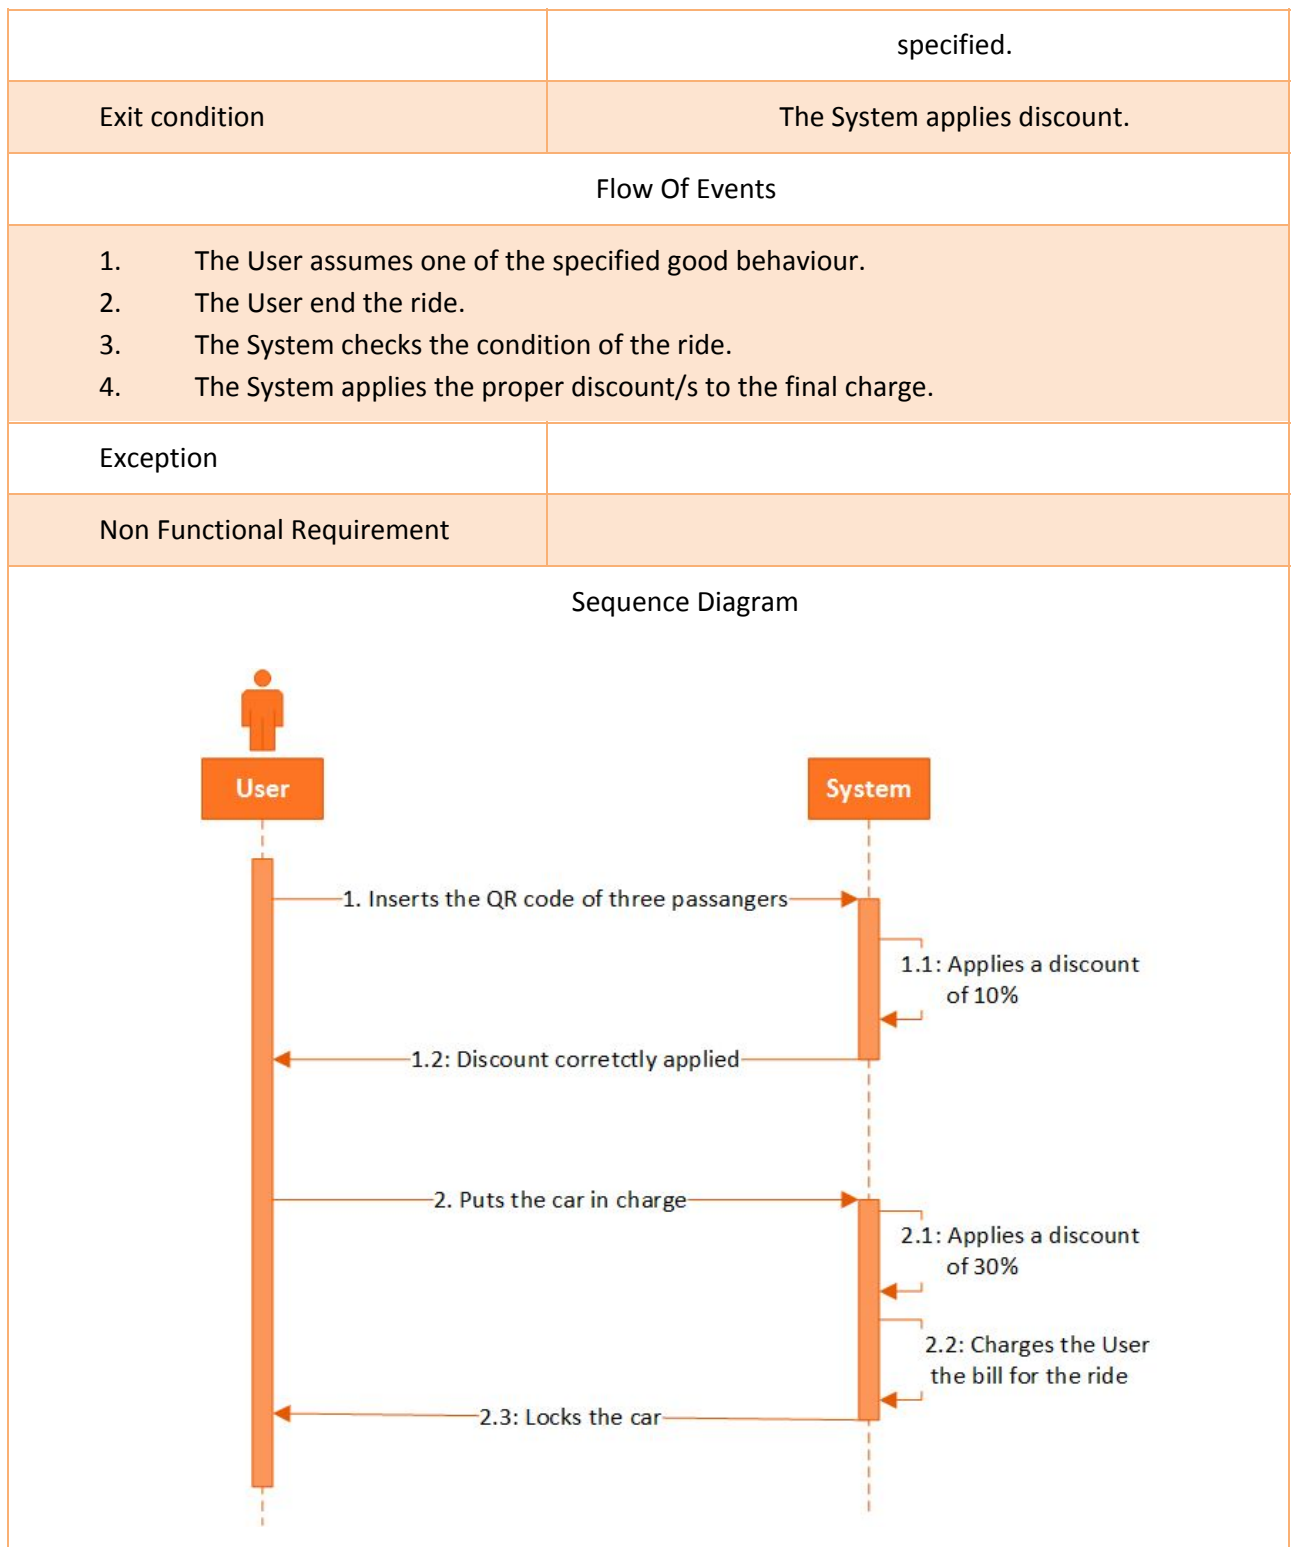 specified.
Exit condition
The System applies discount.
Flow Of Events
1. The User assumes one of the specified good behaviour.
2. The User end the ride.
3. The System checks the condition of the ride.
4. The System applies the proper discount/s to the final charge.
Exception
Non Functional Requirement
Sequence Diagram
User
System
1. Inserts the QR code of three passangers
1.1: Applies a discount
of 10%
1.2: Discount corretctly applied
2. Puts the car in charge
2.1: Applies a discount
of 30%
2.2: Charges the User
the bill for the ride
2.3: Locks the car